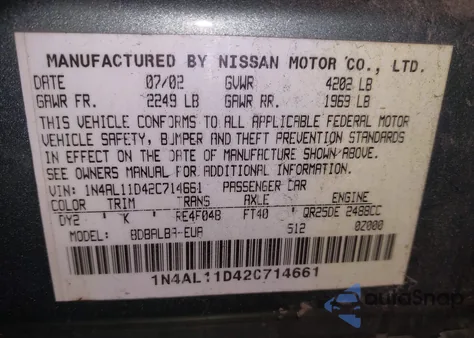 MANUFACTURED BY NISSAN MOTOR CO., LTD.
DATE 07/02 GVWR 4202 LB
GAWR FR. 2249 LB GAWR RR. 1969 LB
THIS VEHICLE CONFORMS TO ALL APPLICABLE FEDERAL MOTOR
VEHICLE SAFETY, BUMPER AND THEFT PREVENTION STANDARDS
IN EFFECT ON THE DATE OF MANUFACTURE SHOWN ABOVE.
SEE OWNERS MANUAL FOR ADDITIONAL INFORMATION.
VIN: 1N4AL11D42C714661 PASSENGER CAR
COLOR TRIM TRANS AXLE ENGINE
DY2 K RE4F04B FT40 QR25DE 2488CC
MODEL: BDBALBA-EUA 512 0Z000
1N4AL11D42C714661
autoSnap